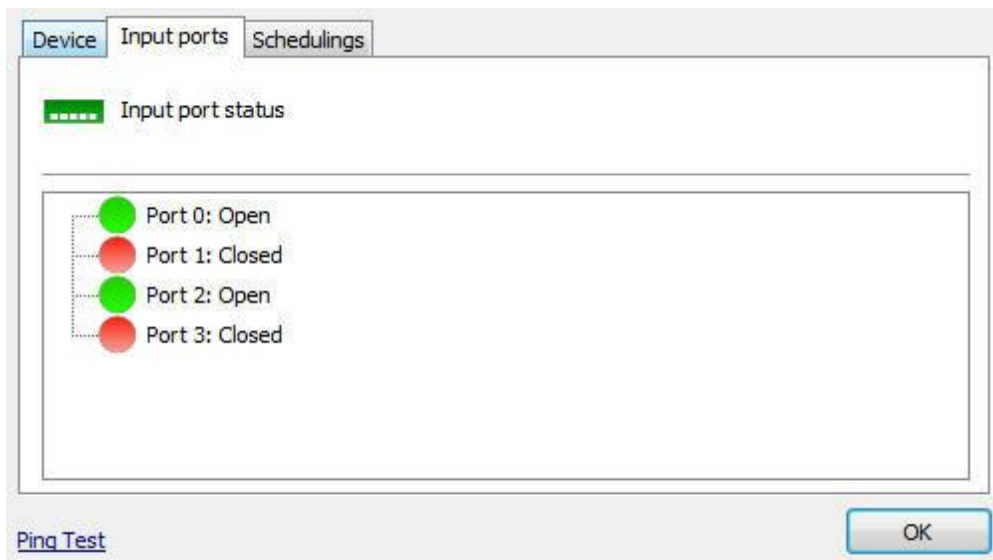 Device Input ports Schedulings
Input port status
Port 0: Open
Port 1: Closed
Port 2: Open
Port 3: Closed
Ping Test
OK